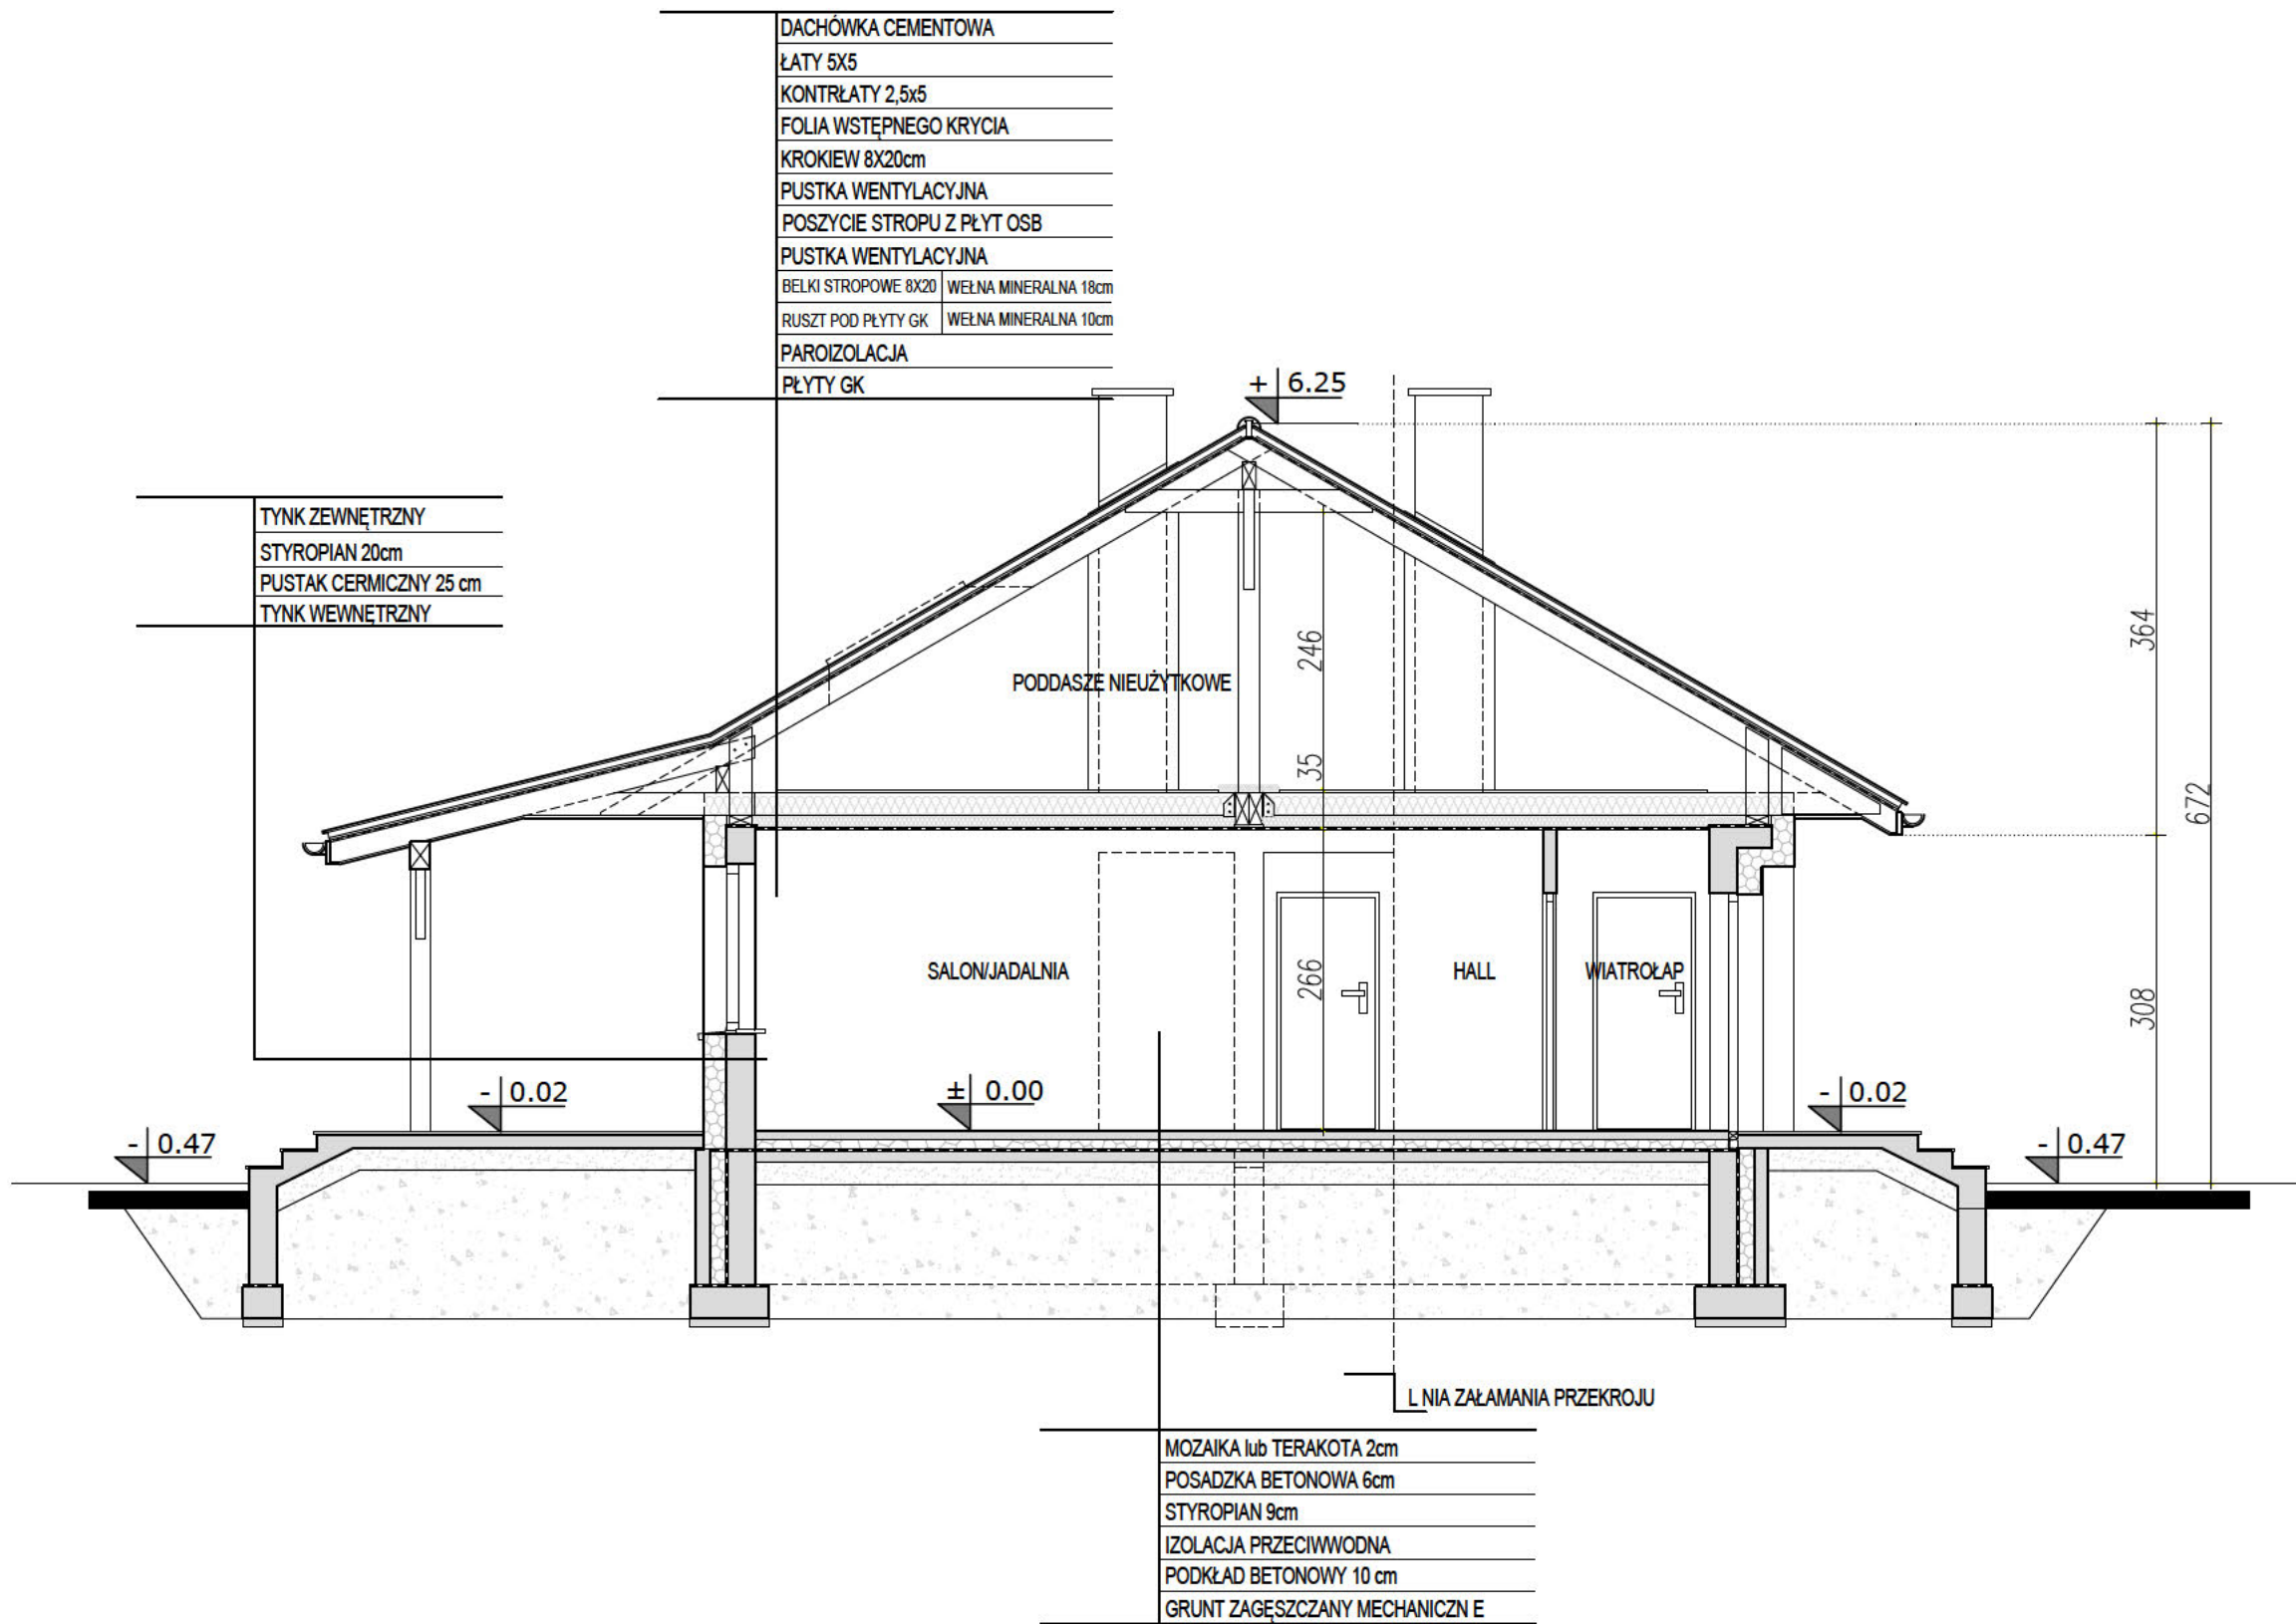 DACHÓWKA CEMENTOWA
ŁATY 5X5
KONTRŁATY 2,5x5
FOLIA WSTĘPNEGO KRYCIA
KROKIEW 8X20cm
PUSTKA WENTYLACYJNA
POSZYCIE STROPU Z PŁYT OSB
PUSTKA WENTYLACYJNA
BELKI STROPOWE 8X20 WEŁNA MINERALNA 18cm
RUSZT POD PŁYTY GK WEŁNA MINERALNA 10cm
PAROIZOLACJA
PŁYTY GK
+ 6.25
TYNK ZEWNĘTRZNY
STYROPIAN 20cm
PUSTAK CERMICZNY 25 cm
TYNK WEWNĘTRZNY
364
246
PODDASZE NIEUŻYTKOWE
35
672
SALON/JADALNIA
266
HALL
WIATROŁAP
308
- 0.02
± 0.00
- 0.02
- 0.47
- 0.47
L NIA ZAŁAMANIA PRZEKROJU
MOZAIKA lub TERAKOTA 2cm
POSADZKA BETONOWA 6cm
STYROPIAN 9cm
IZOLACJA PRZECIWWODNA
PODKŁAD BETONOWY 10 cm
GRUNT ZAGĘSZCZANY MECHANICZN E